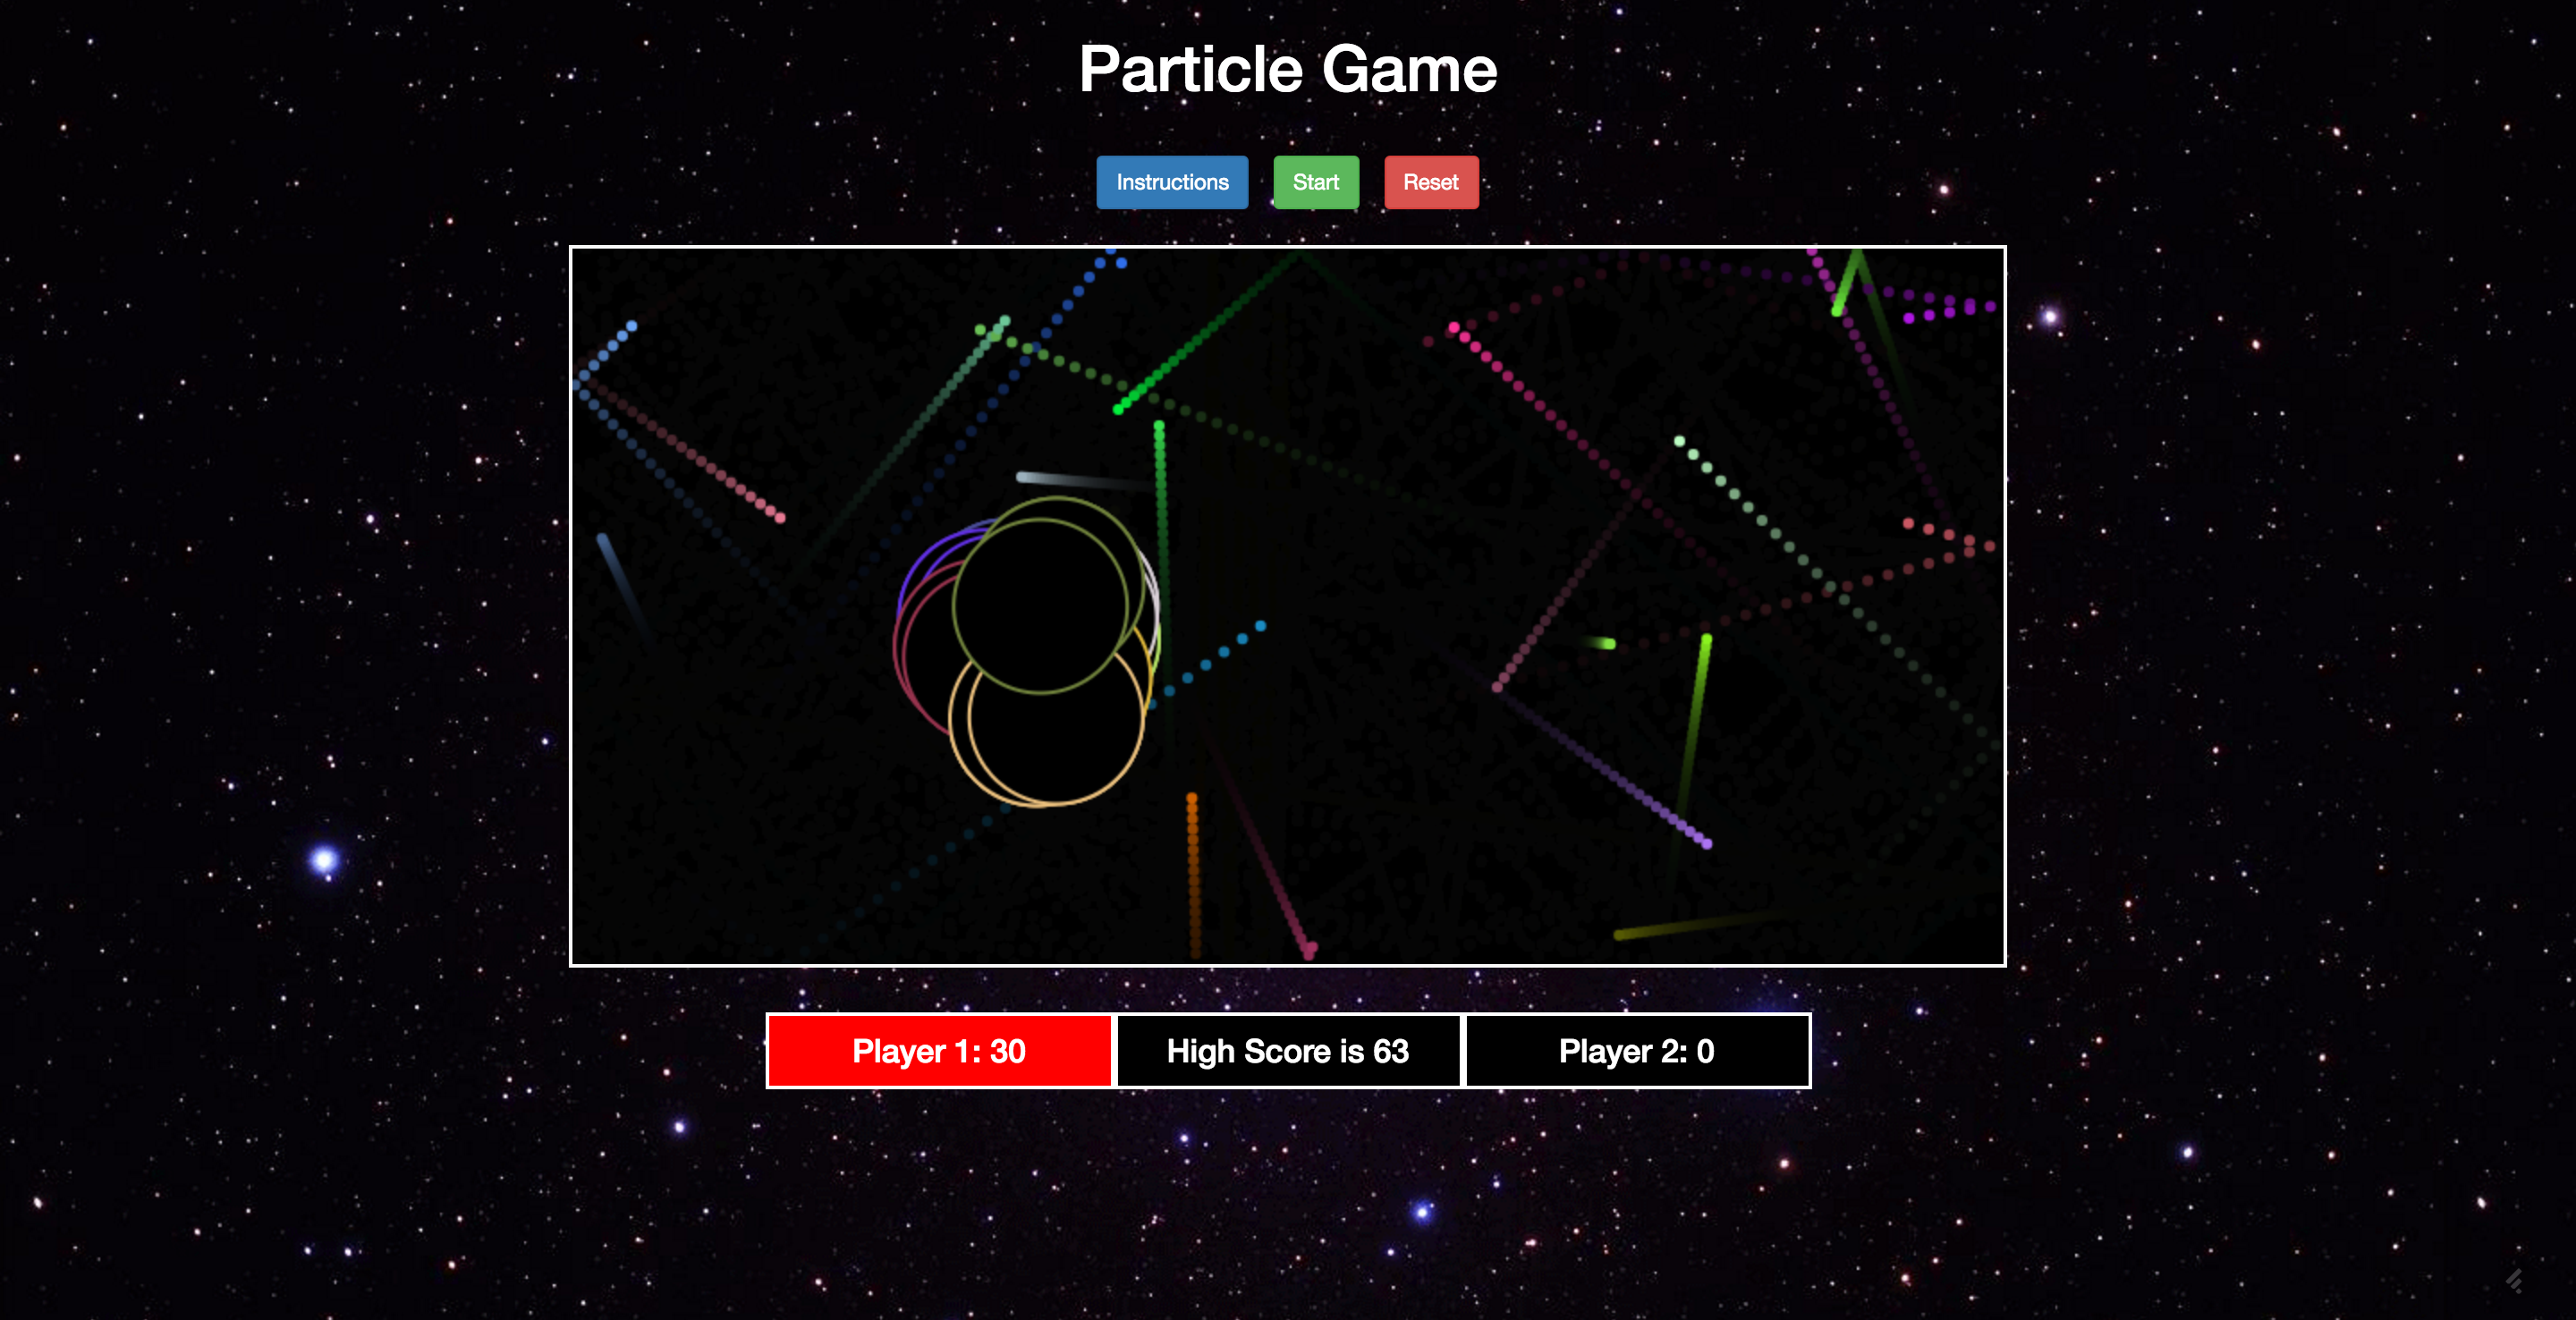 Particle Game
Instructions Start Reset
Player 1: 30 High Score is 63 Player 2: 0